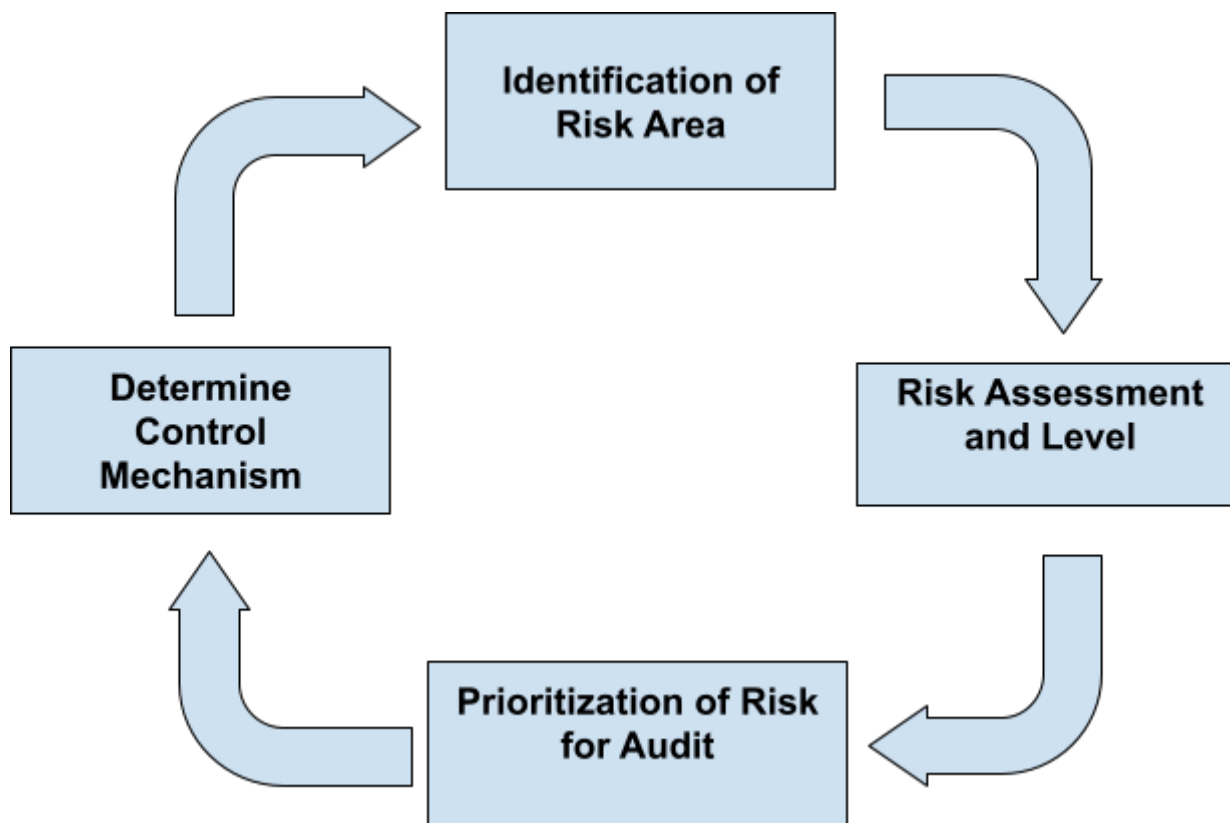 Identification of
Risk Area
Risk Assessment
and Level
Prioritization of Risk
for Audit
Determine
Control
Mechanism